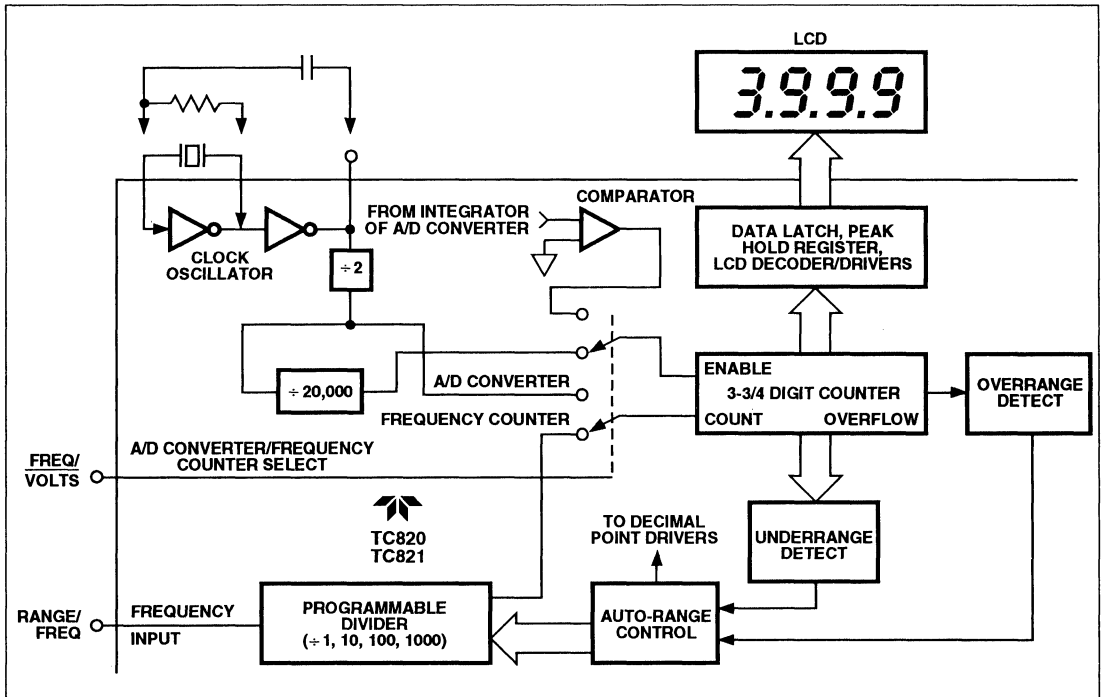 LCD
3.9.9.9
COMPARATOR
FROM INTEGRATOR
OF A/D CONVERTER
CLOCK
OSCILLATOR
÷2
DATA LATCH, PEAK
HOLD REGISTER,
LCD DECODER/DRIVERS
÷ 20,000
A/D CONVERTER
FREQUENCY COUNTER
ENABLE
3-3/4 DIGIT COUNTER
COUNT
OVERFLOW
OVERRANGE
DETECT
FREQ/
VOLTS
A/D CONVERTER/FREQUENCY
COUNTER SELECT
TC820
TC821
TO DECIMAL
POINT DRIVERS
UNDERRANGE
DETECT
RANGE/
FREQ
FREQUENCY
INPUT
PROGRAMMABLE
DIVIDER
(÷ 1, 10, 100, 1000)
AUTO-RANGE
CONTROL